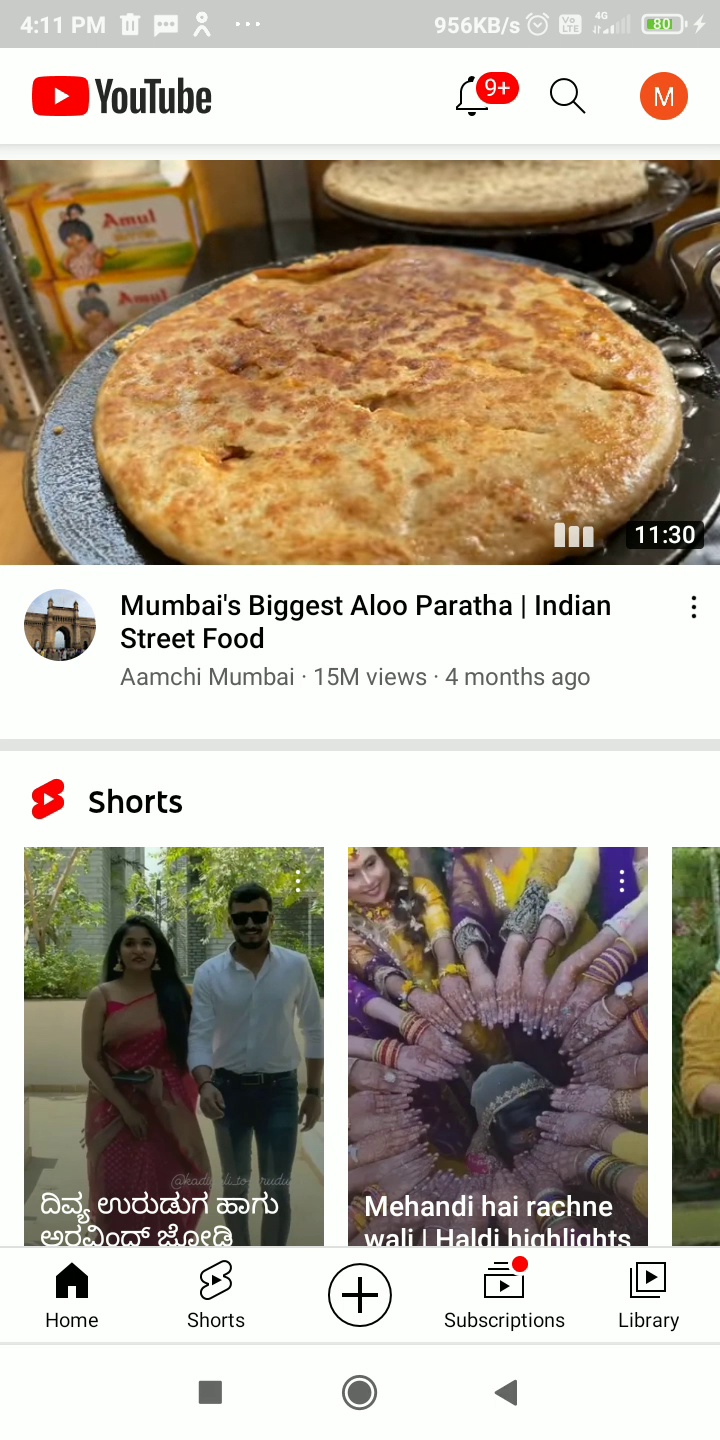 4:11 PM
956KB/s
Vo LTE
4G
80
YouTube
9+
M
Amul
Amul
11:30
Mumbai's Biggest Aloo Paratha | Indian
Street Food
Aamchi Mumbai · 15M views · 4 months ago
Shorts
ದಿವ್ಯ ಉರುಡುಗ ಹಾಗು
ಅರವಿಂದ್ ಜೋಡಿ
Mehandi hai rachne
wali | Haldi highlights
Home
Shorts
Subscriptions
Library